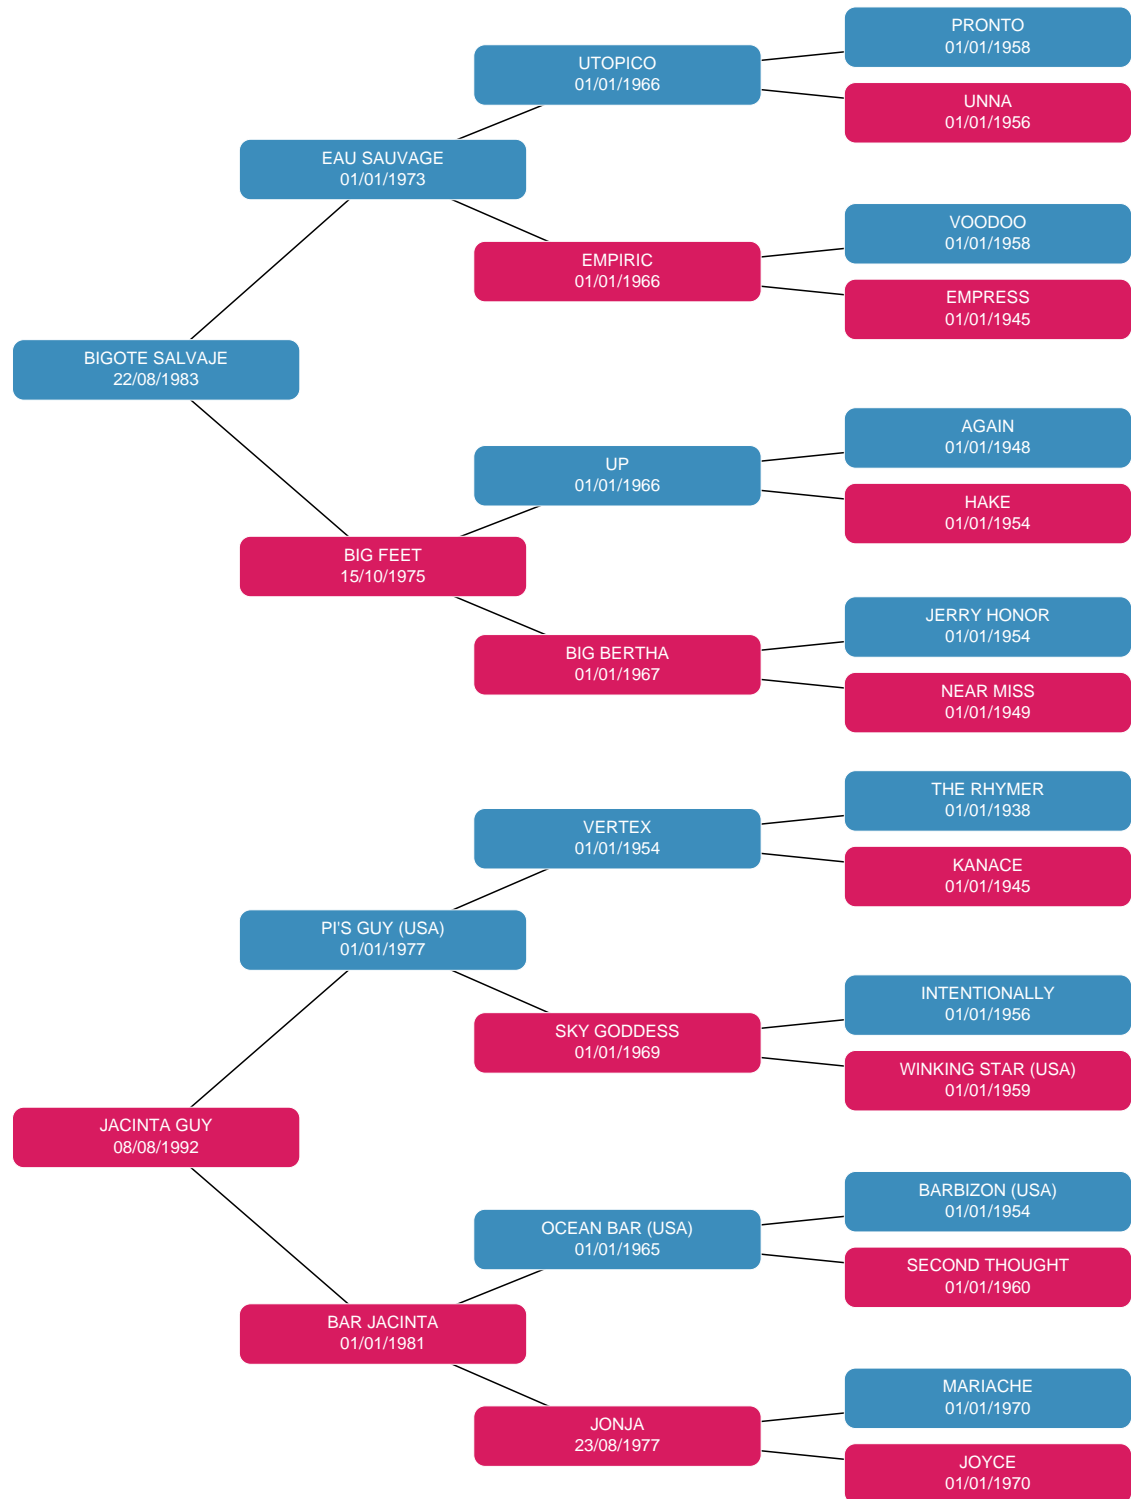 PRONTO
01/01/1958
UTOPICO
01/01/1966
UNNA
01/01/1956
EAU SAUVAGE
01/01/1973
VOODOO
01/01/1958
EMPIRIC
01/01/1966
EMPRESS
01/01/1945
BIGOTE SALVAJE
22/08/1983
AGAIN
01/01/1948
UP
01/01/1966
HAKE
01/01/1954
BIG FEET
15/10/1975
JERRY HONOR
01/01/1954
BIG BERTHA
01/01/1967
NEAR MISS
01/01/1949
THE RHYMER
01/01/1938
VERTEX
01/01/1954
KANACE
01/01/1945
PI'S GUY (USA)
01/01/1977
INTENTIONALLY
01/01/1956
SKY GODDESS
01/01/1969
WINKING STAR (USA)
01/01/1959
JACINTA GUY
08/08/1992
BARBIZON (USA)
01/01/1954
OCEAN BAR (USA)
01/01/1965
SECOND THOUGHT
01/01/1960
BAR JACINTA
01/01/1981
MARIACHE
01/01/1970
JONJA
23/08/1977
JOYCE
01/01/1970